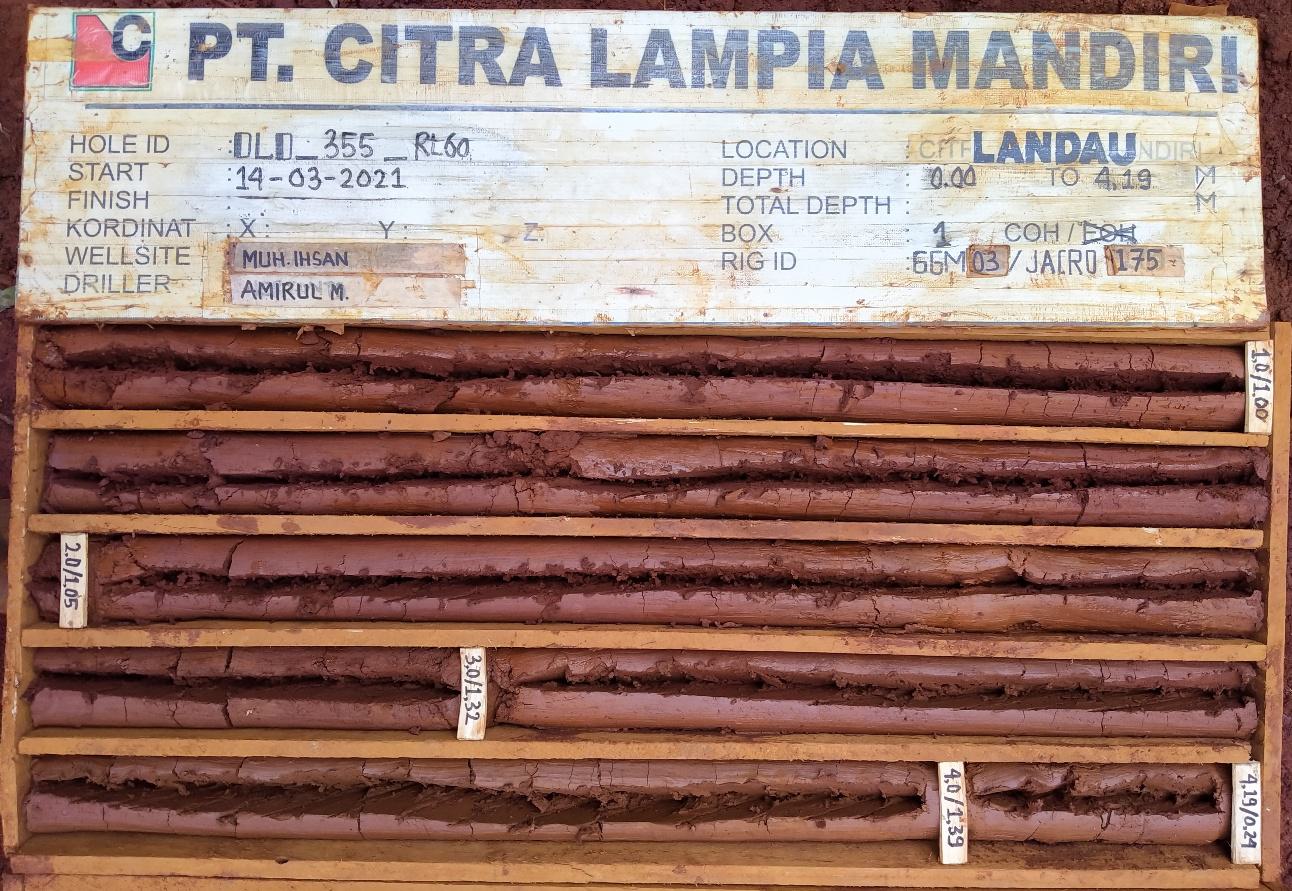 C PT. CITRA LAMPIA MANDIRI
HOLE ID : DLD_355_RL60
START : 14-03-2021
FINISH :
KORDINAT : X : Y : Z:
WELLSITE MUH. IHSAN
DRILLER AMIRUL M.
LOCATION : LANDAU
DEPTH : 0.00 TO 4,19 M
TOTAL DEPTH : M
BOX 1 COH / EOH
RIG ID : GGM 03 / JACRO 175
1,0/1,00
2.0/1,05
3,0/1,32
4,0/1,39
4,19/0,29